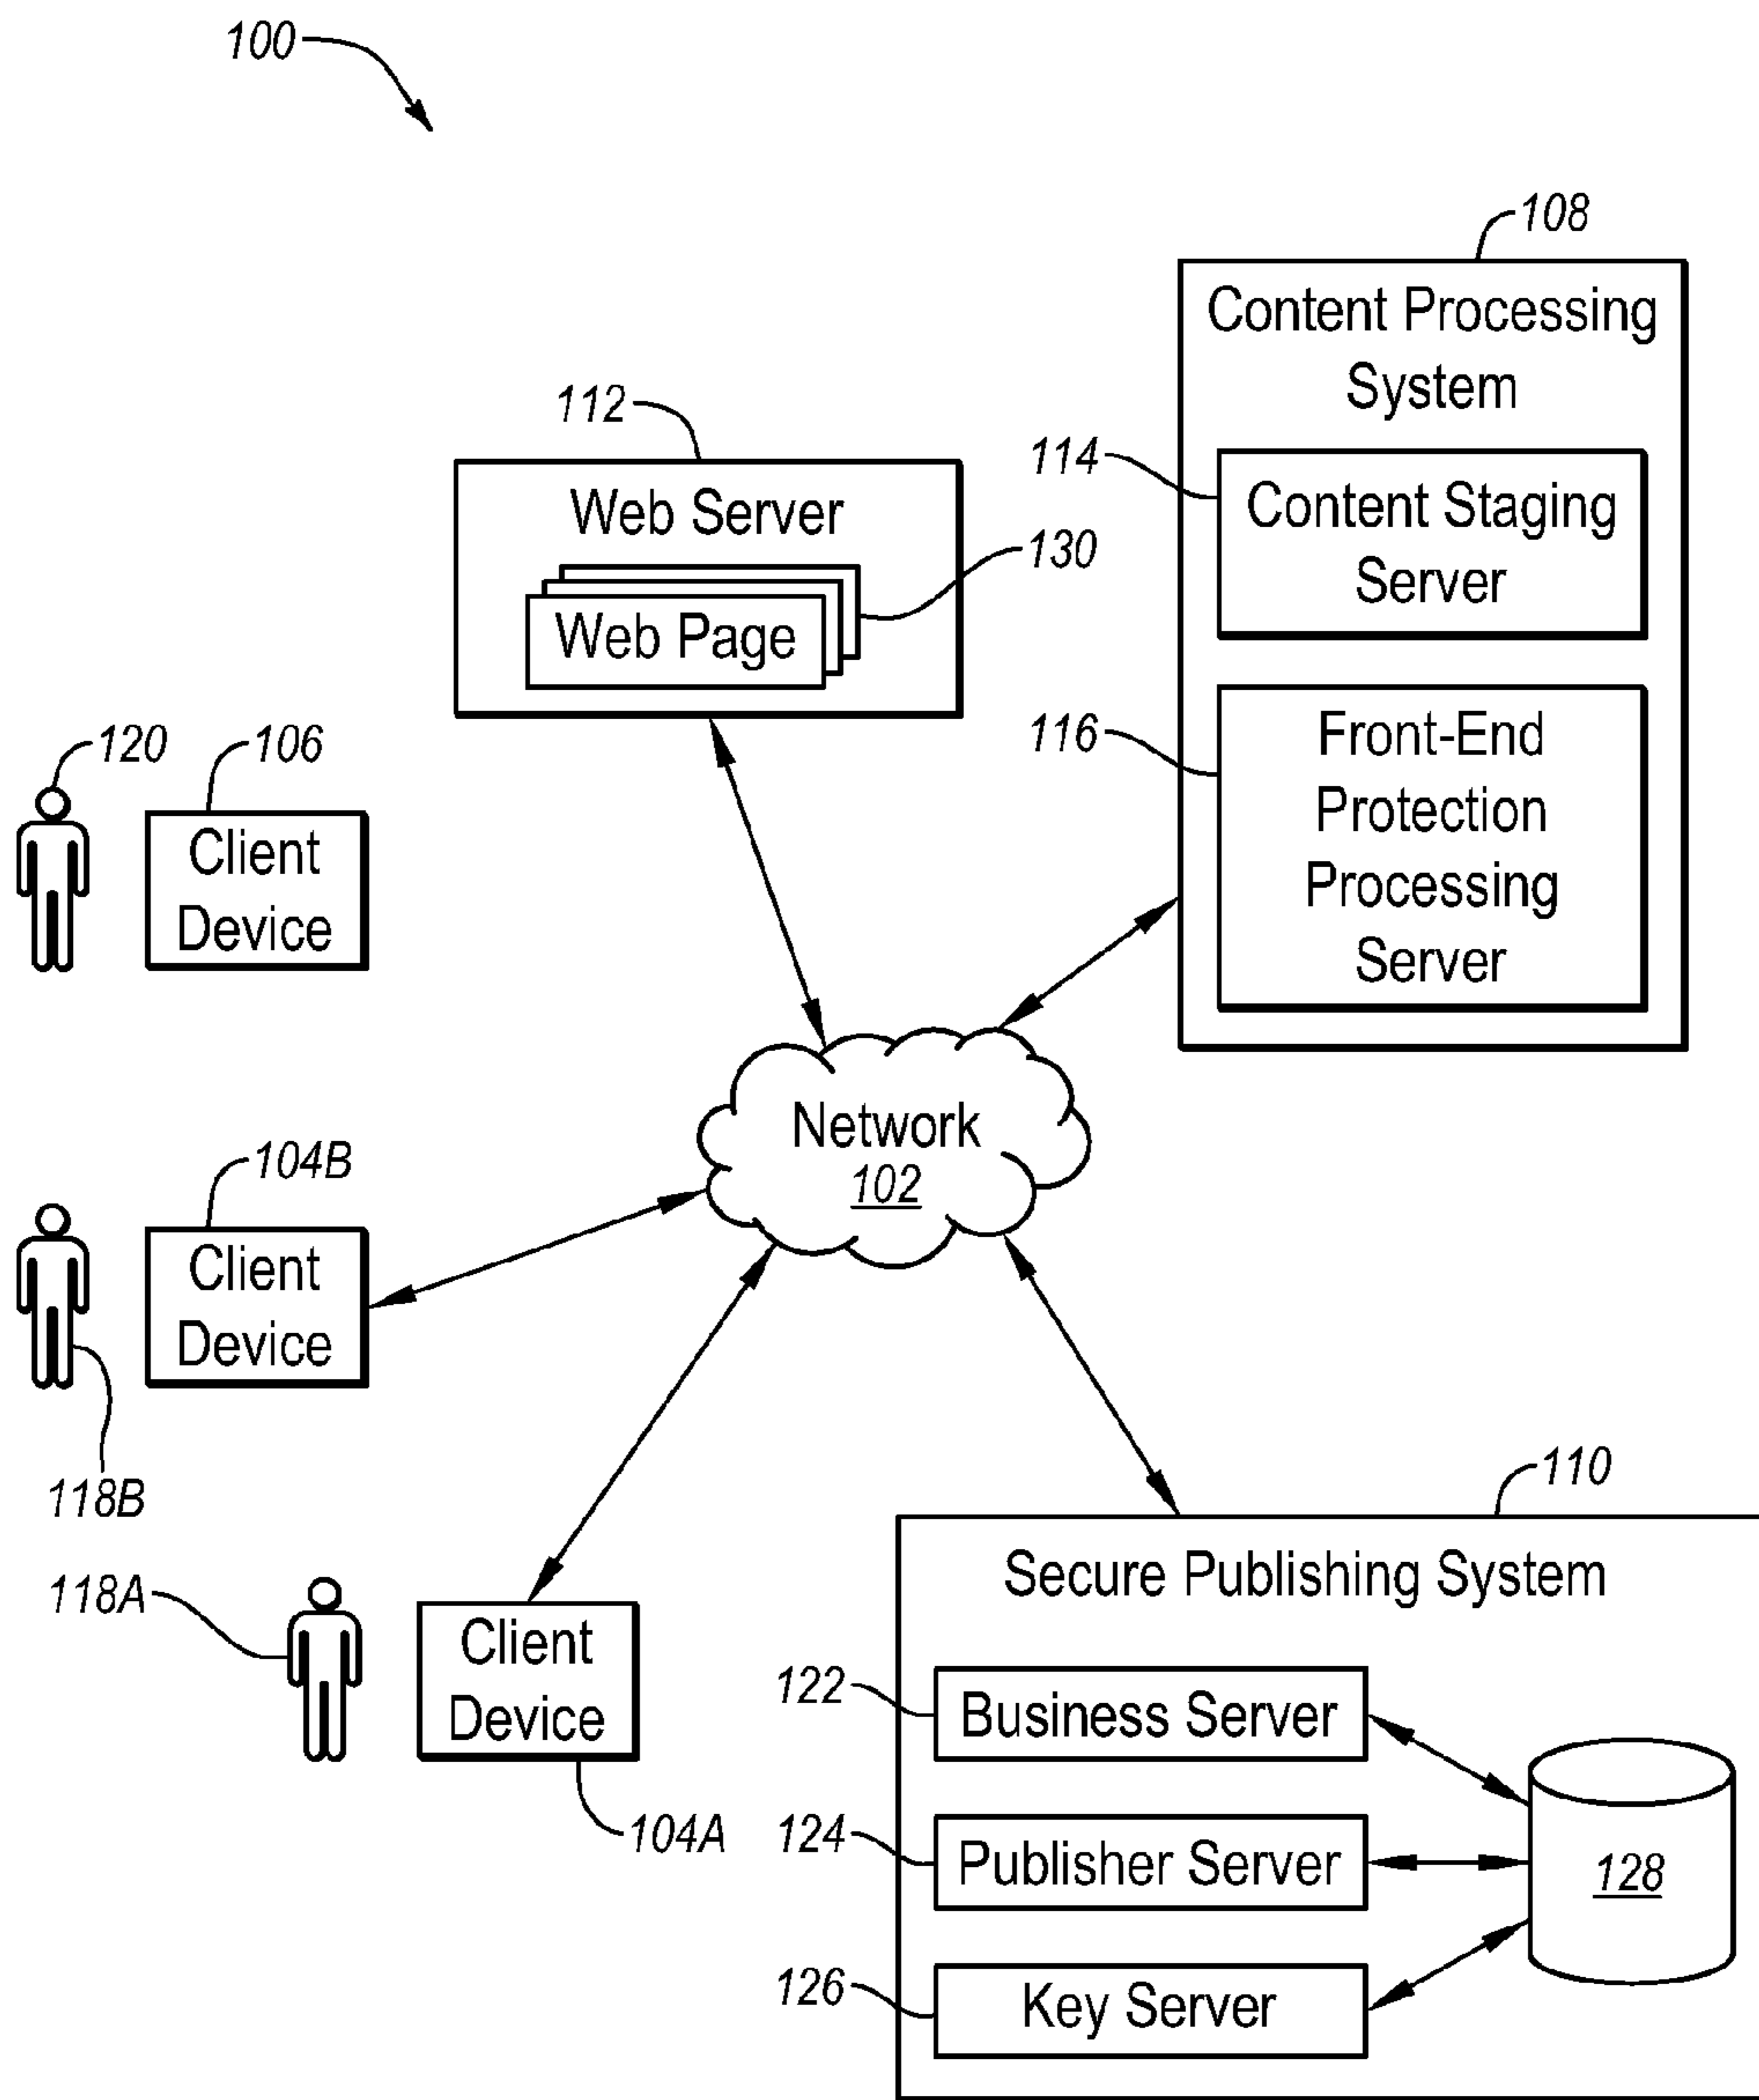 100
108
Content Processing
System
112
114
Content Staging
Server
Web Server
130
Web Page
116
Front-End
Protection
Processing
Server
120
106
Client
Device
Network
102
104B
Client
Device
118B
110
Secure Publishing System
118A
Client
Device
104A
122
Business Server
124
Publisher Server
128
126
Key Server